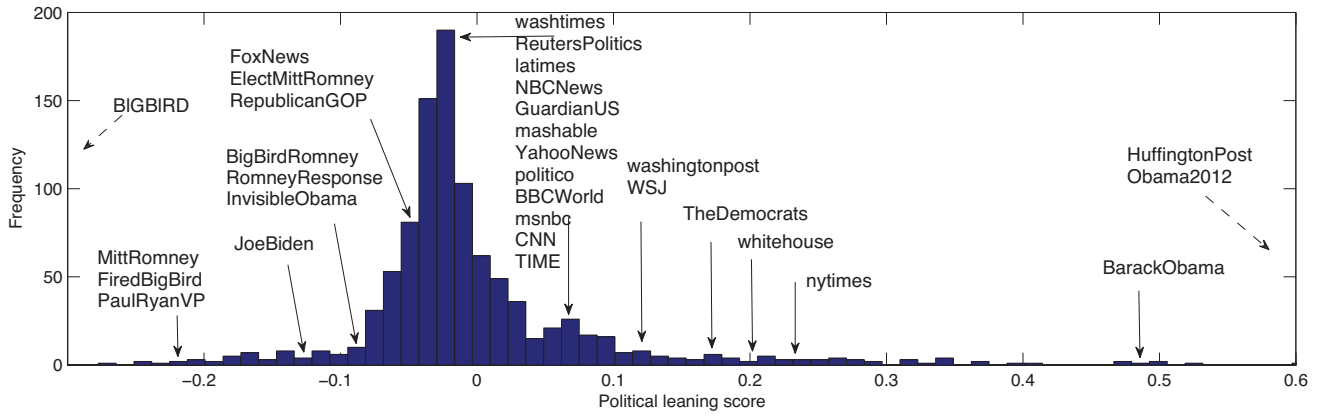 200
150
100
50
0
Frequency
BIGBIRD
FoxNews
ElectMittRomney
RepublicanGOP
BigBirdRomney
RomneyResponse
InvisibleObama
JoeBiden
MittRomney
FiredBigBird
PaulRyanVP
washtimes
ReutersPolitics
latimes
NBCNews
GuardianUS
mashable
YahooNews
politico
BBCWorld
msnbc
CNN
TIME
washingtonpost
WSJ
TheDemocrats
whitehouse
nytimes
HuffingtonPost
Obama2012
BarackObama
−0.2 −0.1 0 0.1 0.2 0.3 0.4 0.5 0.6
Political leaning score